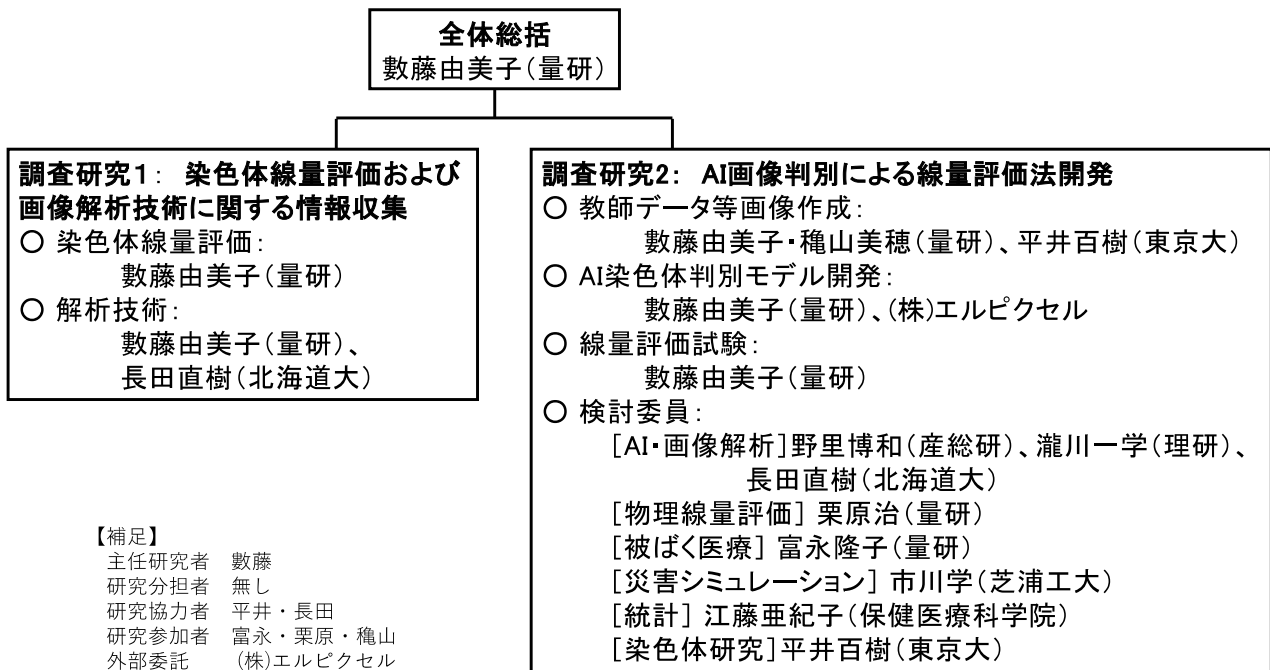 全体総括
數藤由美子(量研)
調査研究1: 染色体線量評価および
画像解析技術に関する情報収集
○ 染色体線量評価:
數藤由美子(量研)
○ 解析技術:
數藤由美子(量研)、
長田直樹(北海道大)
調査研究2: AI画像判別による線量評価法開発
○ 教師データ等画像作成:
數藤由美子・穐山美穂(量研)、平井百樹(東京大)
○ AI染色体判別モデル開発:
數藤由美子(量研)、(株)エルピクセル
○ 線量評価試験:
數藤由美子(量研)
○ 検討委員:
[AI・画像解析]野里博和(産総研)、瀧川一学(理研)、
長田直樹(北海道大)
[物理線量評価] 栗原治(量研)
[被ばく医療] 富永隆子(量研)
[災害シミュレーション] 市川学(芝浦工大)
[統計] 江藤亜紀子(保健医療科学院)
[染色体研究]平井百樹(東京大)
【補足】
主任研究者 數藤
研究分担者 無し
研究協力者 平井・長田
研究参加者 富永・栗原・穐山
外部委託 (株)エルピクセル